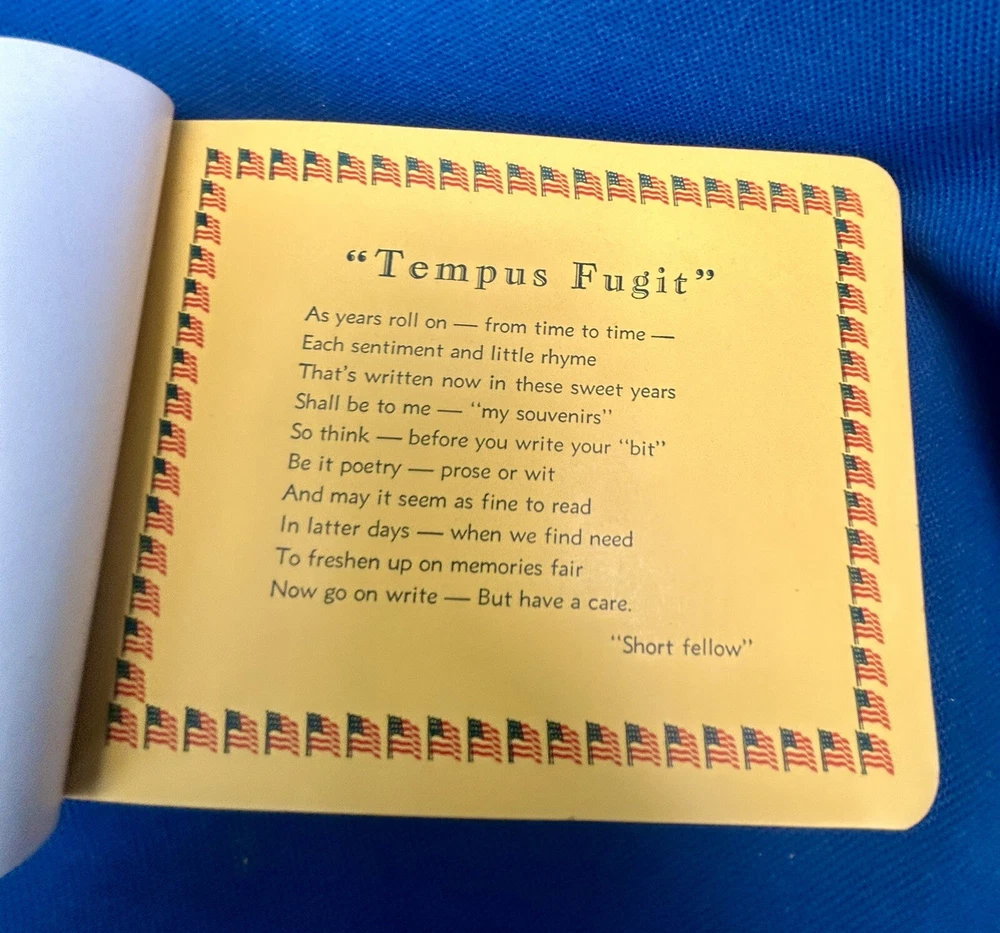 “Tempus Fugit”
As years roll on — from time to time —
Each sentiment and little rhyme
That's written now in these sweet years
Shall be to me — “my souvenirs”
So think — before you write your “bit”
Be it poetry — prose or wit
And may it seem as fine to read
In latter days — when we find need
To freshen up on memories fair
Now go on write — But have a care.
“Short fellow”